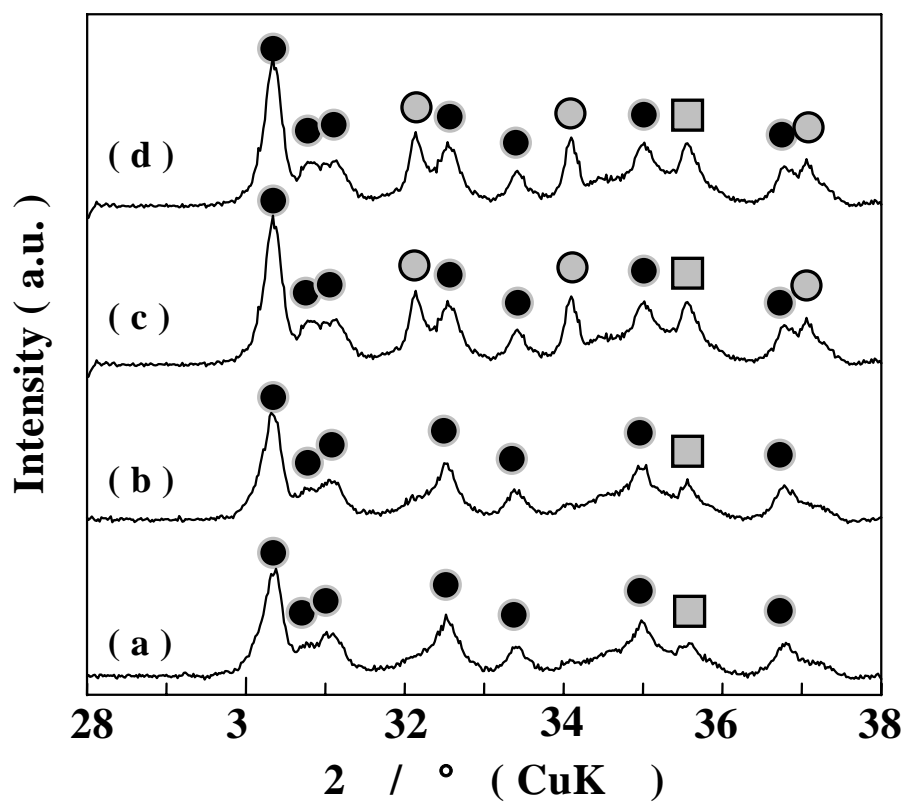 Intensity ( a.u. )
( d )
( c )
( b )
( a )
28 3 32 34 36 38
2 / ° ( CuK )